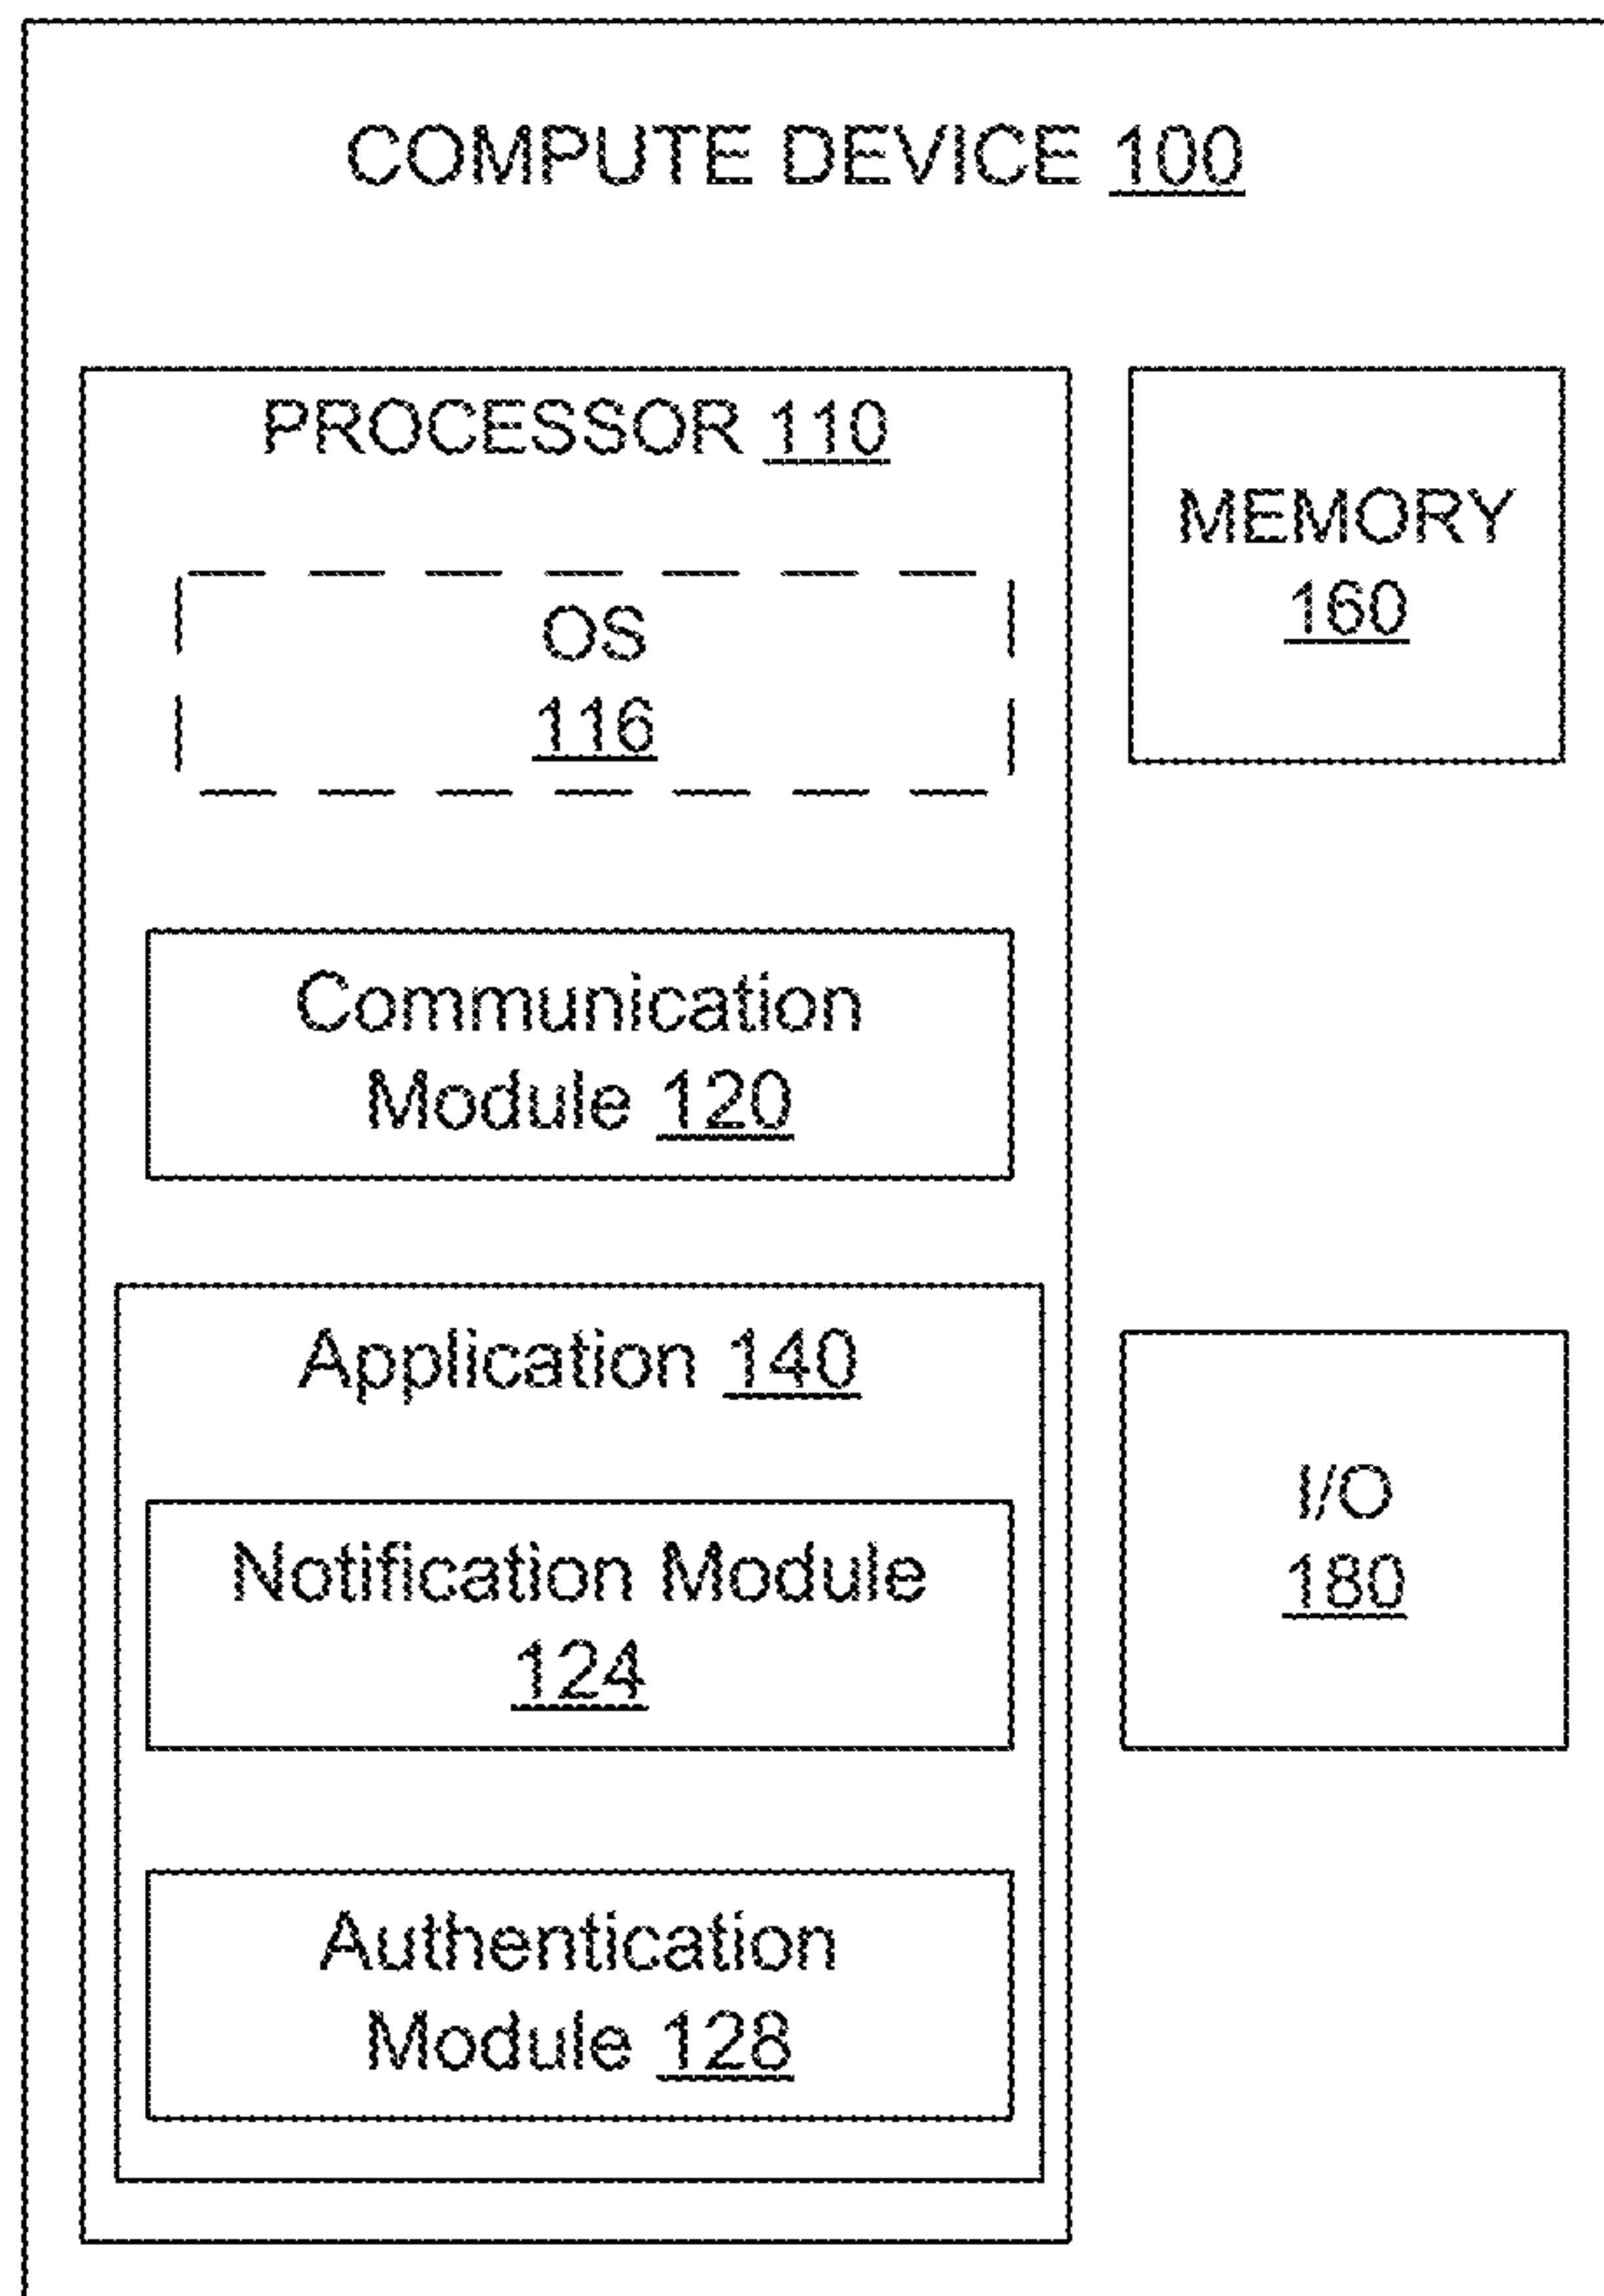 COMPUTE DEVICE 100
PROCESSOR 110
OS
116
Communication
Module 120
Application 140
Notification Module
124
Authentication
Module 128
MEMORY
160
I/O
180